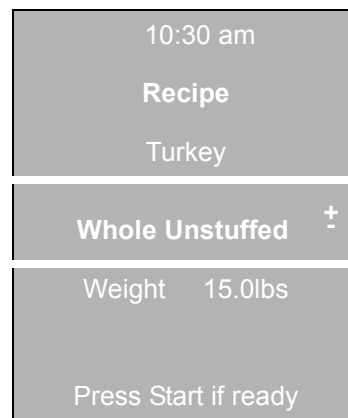 10:30 am
Recipe
Turkey
Whole Unstuffed +
-
Weight 15.0lbs
Press Start if ready